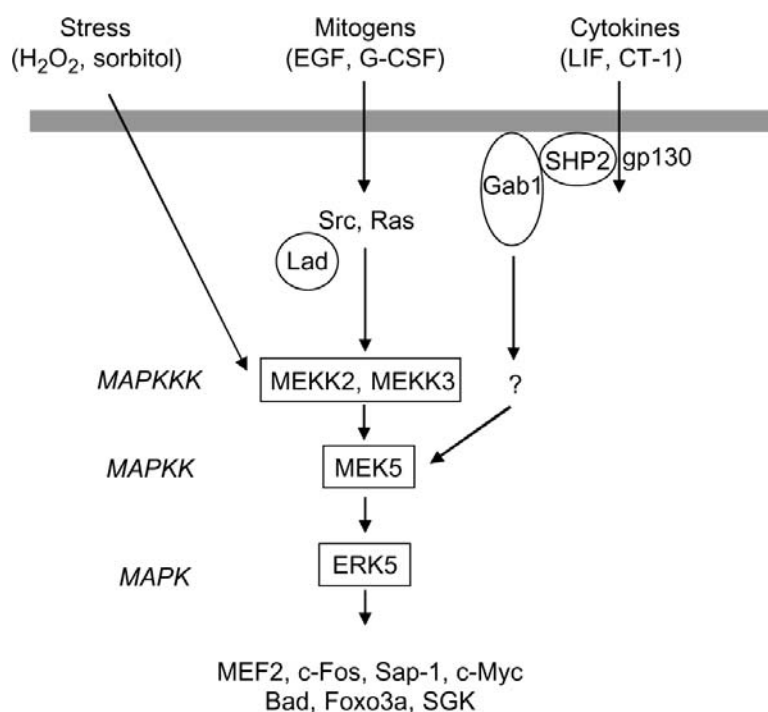 Stress
(H₂O₂, sorbitol)
Mitogens
(EGF, G-CSF)
Cytokines
(LIF, CT-1)
SHP2
gp130
Gab1
Src, Ras
Lad
MAPKKK
MEKK2, MEKK3
?
MAPKK
MEK5
MAPK
ERK5
MEF2, c-Fos, Sap-1, c-Myc
Bad, Foxo3a, SGK